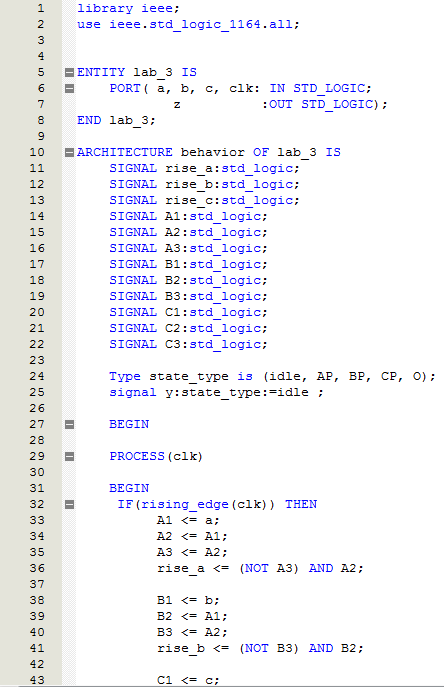 1 library ieee;
2 use ieee.std_logic_1164.all;
3
4
5 ENTITY lab_3 IS
6 PORT( a, b, c, clk: IN STD_LOGIC;
7 z :OUT STD_LOGIC);
8 END lab_3;
9
10 ARCHITECTURE behavior OF lab_3 IS
11 SIGNAL rise_a:std_logic;
12 SIGNAL rise_b:std_logic;
13 SIGNAL rise_c:std_logic;
14 SIGNAL A1:std_logic;
15 SIGNAL A2:std_logic;
16 SIGNAL A3:std_logic;
17 SIGNAL B1:std_logic;
18 SIGNAL B2:std_logic;
19 SIGNAL B3:std_logic;
20 SIGNAL C1:std_logic;
21 SIGNAL C2:std_logic;
22 SIGNAL C3:std_logic;
23
24 Type state_type is (idle, AP, BP, CP, O);
25 signal y:state_type:=idle ;
26
27 BEGIN
28
29 PROCESS(clk)
30
31 BEGIN
32 IF(rising_edge(clk)) THEN
33 A1 <= a;
34 A2 <= A1;
35 A3 <= A2;
36 rise_a <= (NOT A3) AND A2;
37
38 B1 <= b;
39 B2 <= A1;
40 B3 <= A2;
41 rise_b <= (NOT B3) AND B2;
42
43 C1 <= c;